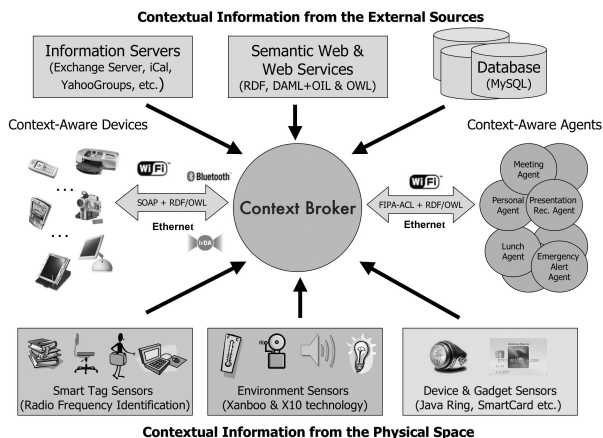 Contextual Information from the External Sources
Information Servers
(Exchange Server, iCal,
YahooGroups, etc.)
Semantic Web &
Web Services
(RDF, DAML+OIL & OWL)
Database
(MySQL)
Context-Aware Devices
Context-Aware Agents
Wi Fi
Bluetooth
SOAP + RDF/OWL
Ethernet
IrDA
Context Broker
Wi Fi
FIPA-ACL + RDF/OWL
Ethernet
Meeting
Agent
Personal
Agent
Presentation
Rec. Agent
Lunch
Agent
Emergency
Alert
Agent
Smart Tag Sensors
(Radio Frequency Identification)
Environment Sensors
(Xanboo & X10 technology)
Device & Gadget Sensors
(Java Ring, SmartCard etc.)
Contextual Information from the Physical Space